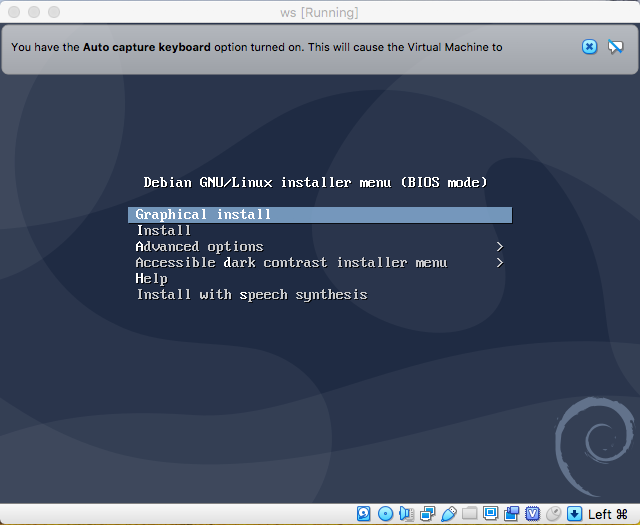 ws [Running]
You have the Auto capture keyboard option turned on. This will cause the Virtual Machine to
Debian GNU/Linux installer menu (BIOS mode)
Graphical install
Install
Advanced options >
Accessible dark contrast installer menu >
Help
Install with speech synthesis
Left ⌘